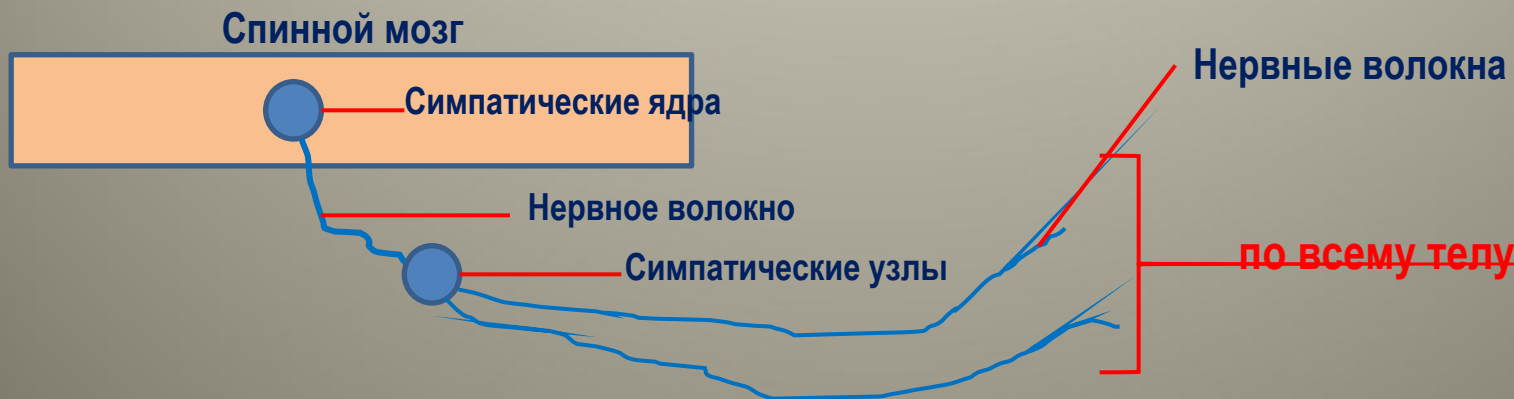 Спинной мозг
Нервные волокна
Симпатические ядра
Нервное волокно
по всему телу
Симпатические узлы